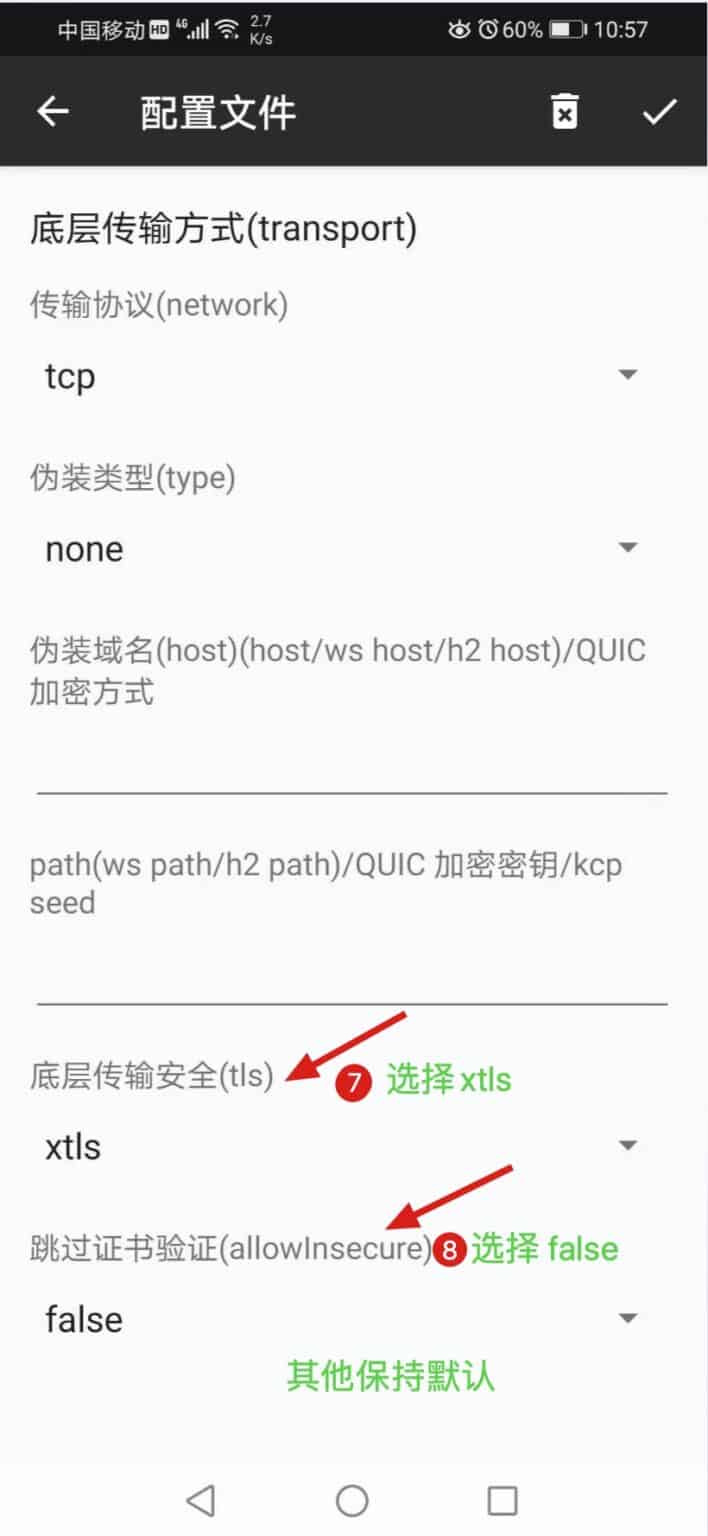 中国移动 HD 4G 2.7 K/s 60% 10:57
配置文件
底层传输方式(transport)
传输协议(network)
tcp
伪装类型(type)
none
伪装域名(host)(host/ws host/h2 host)/QUIC
加密方式
path(ws path/h2 path)/QUIC 加密密钥/kcp
seed
底层传输安全(tls) 7 选择xtls
xtls
跳过证书验证(allowInsecure) 8 选择 false
false
其他保持默认